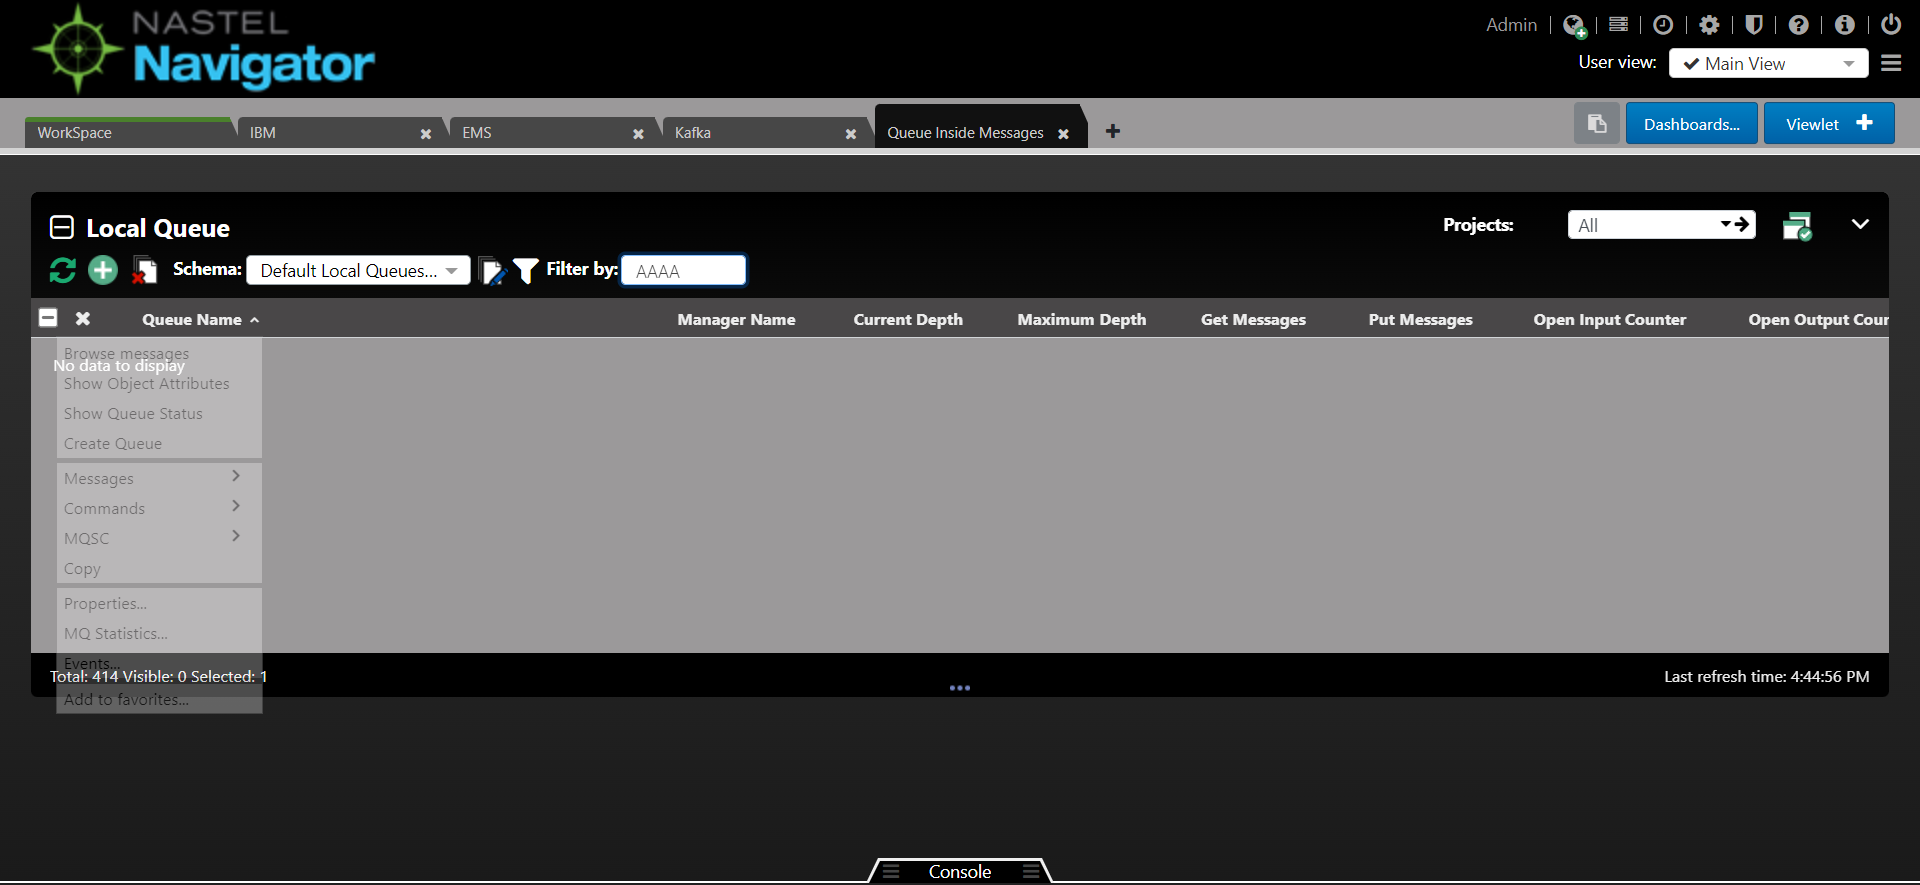 NASTEL
Navigator
Admin
User view: Main View
WorkSpace IBM EMS Kafka Queue Inside Messages Dashboards... Viewlet
Local Queue Projects: All
Schema: Default Local Queues... Filter by: AAAA
Queue Name Manager Name Current Depth Maximum Depth Get Messages Put Messages Open Input Counter Open Output Cour
Browse messages
No data to display
Show Object Attributes
Show Queue Status
Create Queue
Messages
Commands
MQSC
Copy
Properties...
MQ Statistics...
Events...
Total: 414 Visible: 0 Selected: 1 Last refresh time: 4:44:56 PM
Add to favorites...
Console